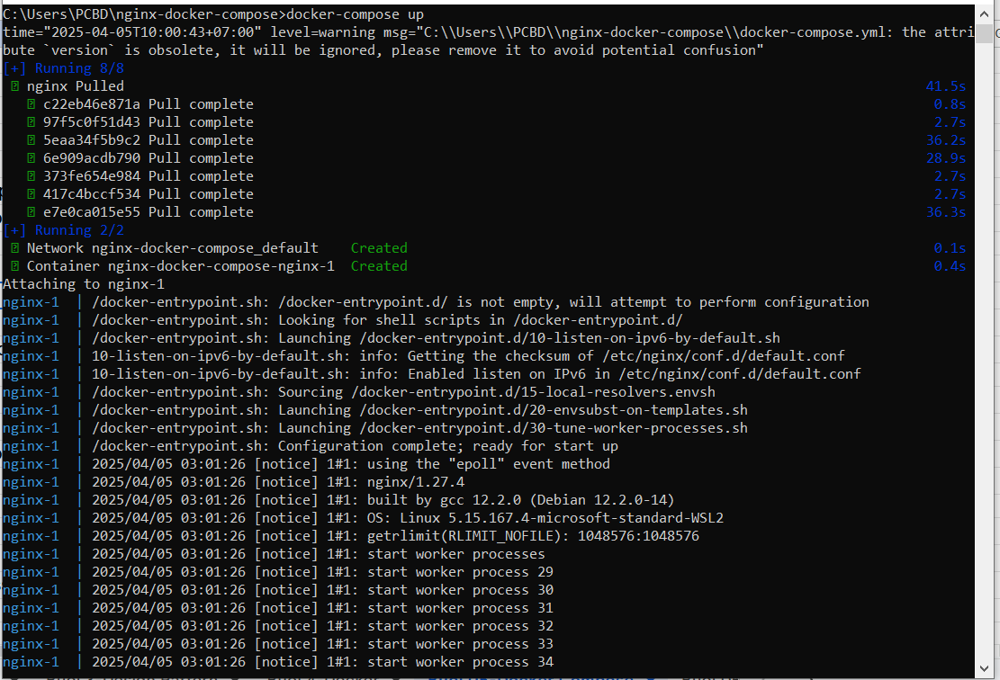 C:\Users\PCBD\nginx-docker-compose>docker-compose up
time="2025-04-05T10:00:43+07:00" level=warning msg="C:\\Users\\PCBD\\nginx-docker-compose\\docker-compose.yml: the attri
bute `version` is obsolete, it will be ignored, please remove it to avoid potential confusion"
[+] Running 8/8
nginx Pulled 41.5s
c22eb46e871a Pull complete 0.8s
97f5c0f51d43 Pull complete 2.7s
5eaa34f5b9c2 Pull complete 36.2s
6e909acdb790 Pull complete 28.9s
373fe654e984 Pull complete 2.7s
417c4bccf534 Pull complete 2.7s
e7e0ca015e55 Pull complete 36.3s
[+] Running 2/2
Network nginx-docker-compose_default Created 0.1s
Container nginx-docker-compose-nginx-1 Created 0.4s
Attaching to nginx-1
nginx-1 | /docker-entrypoint.sh: /docker-entrypoint.d/ is not empty, will attempt to perform configuration
nginx-1 | /docker-entrypoint.sh: Looking for shell scripts in /docker-entrypoint.d/
nginx-1 | /docker-entrypoint.sh: Launching /docker-entrypoint.d/10-listen-on-ipv6-by-default.sh
nginx-1 | 10-listen-on-ipv6-by-default.sh: info: Getting the checksum of /etc/nginx/conf.d/default.conf
nginx-1 | 10-listen-on-ipv6-by-default.sh: info: Enabled listen on IPv6 in /etc/nginx/conf.d/default.conf
nginx-1 | /docker-entrypoint.sh: Sourcing /docker-entrypoint.d/15-local-resolvers.envsh
nginx-1 | /docker-entrypoint.sh: Launching /docker-entrypoint.d/20-envsubst-on-templates.sh
nginx-1 | /docker-entrypoint.sh: Launching /docker-entrypoint.d/30-tune-worker-processes.sh
nginx-1 | /docker-entrypoint.sh: Configuration complete; ready for start up
nginx-1 | 2025/04/05 03:01:26 [notice] 1#1: using the "epoll" event method
nginx-1 | 2025/04/05 03:01:26 [notice] 1#1: nginx/1.27.4
nginx-1 | 2025/04/05 03:01:26 [notice] 1#1: built by gcc 12.2.0 (Debian 12.2.0-14)
nginx-1 | 2025/04/05 03:01:26 [notice] 1#1: OS: Linux 5.15.167.4-microsoft-standard-WSL2
nginx-1 | 2025/04/05 03:01:26 [notice] 1#1: getrlimit(RLIMIT_NOFILE): 1048576:1048576
nginx-1 | 2025/04/05 03:01:26 [notice] 1#1: start worker processes
nginx-1 | 2025/04/05 03:01:26 [notice] 1#1: start worker process 29
nginx-1 | 2025/04/05 03:01:26 [notice] 1#1: start worker process 30
nginx-1 | 2025/04/05 03:01:26 [notice] 1#1: start worker process 31
nginx-1 | 2025/04/05 03:01:26 [notice] 1#1: start worker process 32
nginx-1 | 2025/04/05 03:01:26 [notice] 1#1: start worker process 33
nginx-1 | 2025/04/05 03:01:26 [notice] 1#1: start worker process 34